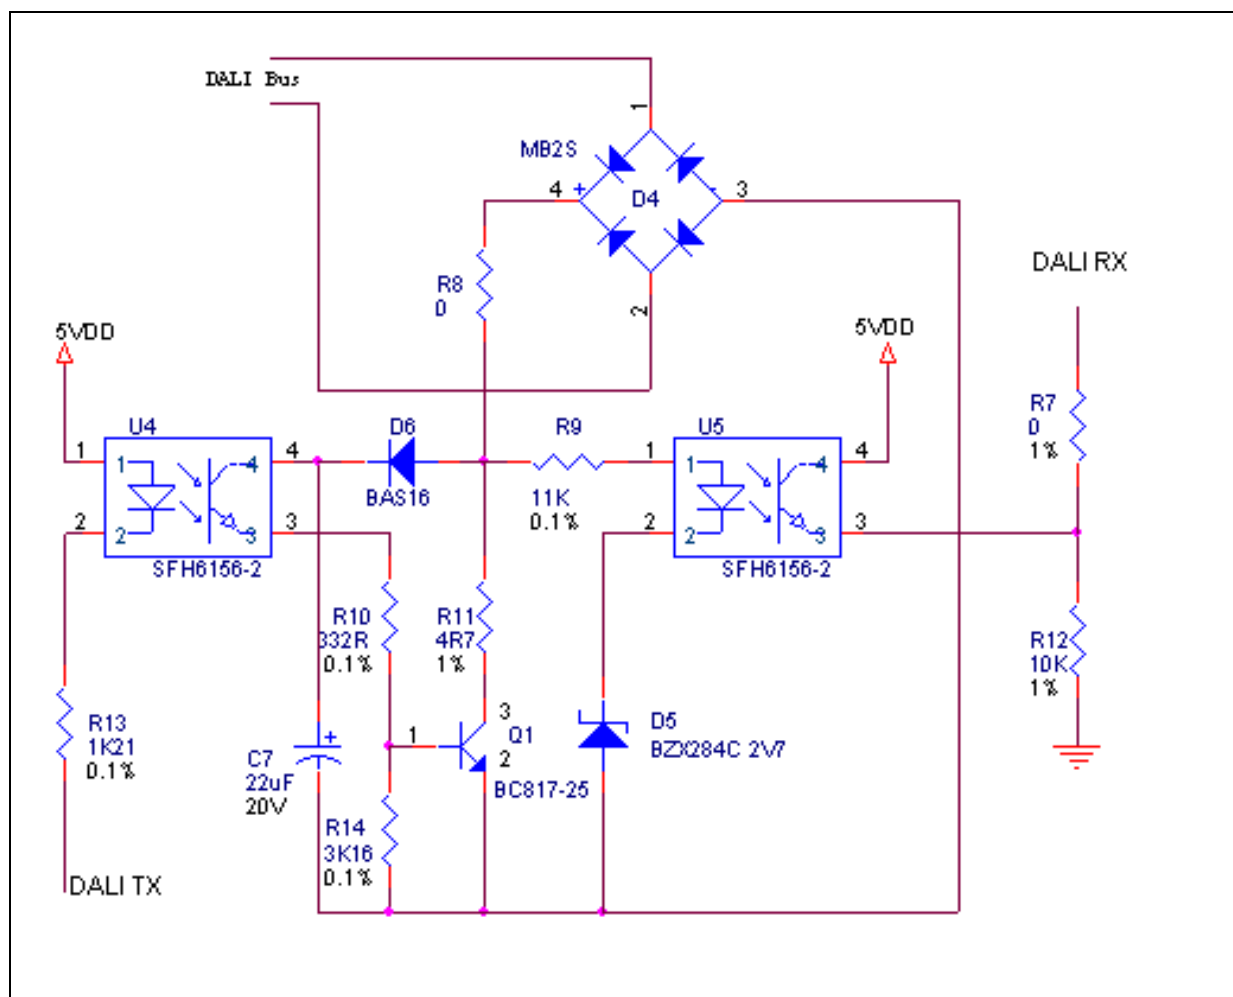 DALI Bus
1
MB2S
4
+
-
3
D4
2
R8
0
DALI RX
5VDD
5VDD
R7
0
1%
U4
D6
R9
U5
1
1
4
4
BAS16
1
1
4
4
11K
0.1%
2
2
3
3
2
2
3
3
SFH6156-2
SFH6156-2
R10
332R
0.1%
R11
4R7
1%
R12
10K
1%
R13
1K21
0.1%
+
C7
22uF
20V
1
3
Q1
2
BC817-25
D5
BZX284C 2V7
R14
3K16
0.1%
DALI TX